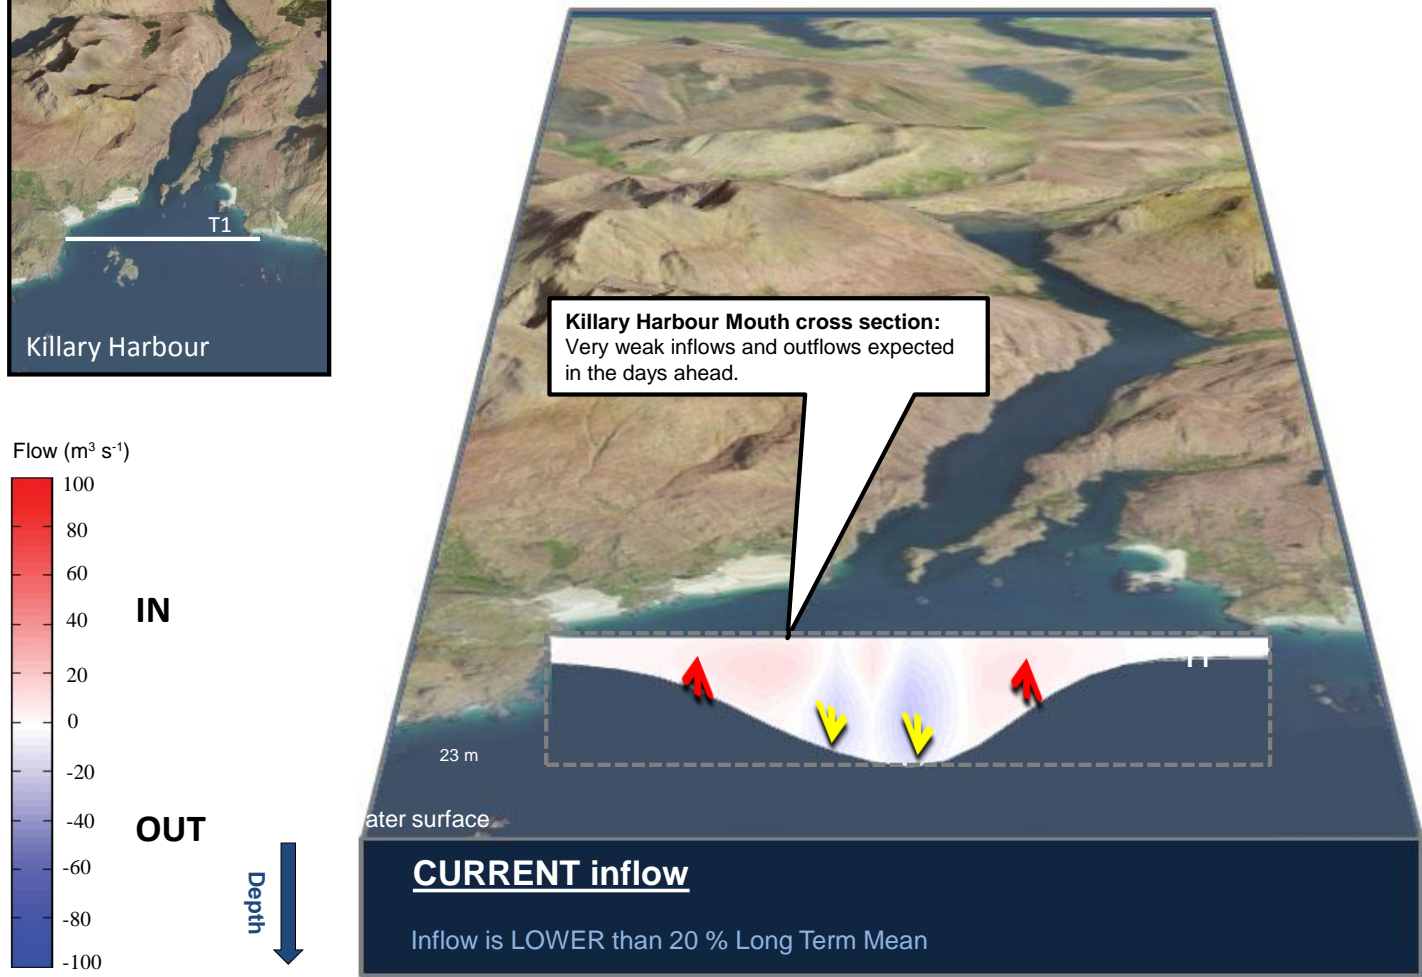 T1
Killary Harbour
Killary Harbour Mouth cross section:
Very weak inflows and outflows expected
in the days ahead.
Flow (m³ s⁻¹)
100
80
60
40
20
0
-20
-40
-60
-80
-100
IN
OUT
Depth
23 m
ater surface
CURRENT inflow
Inflow is LOWER than 20 % Long Term Mean